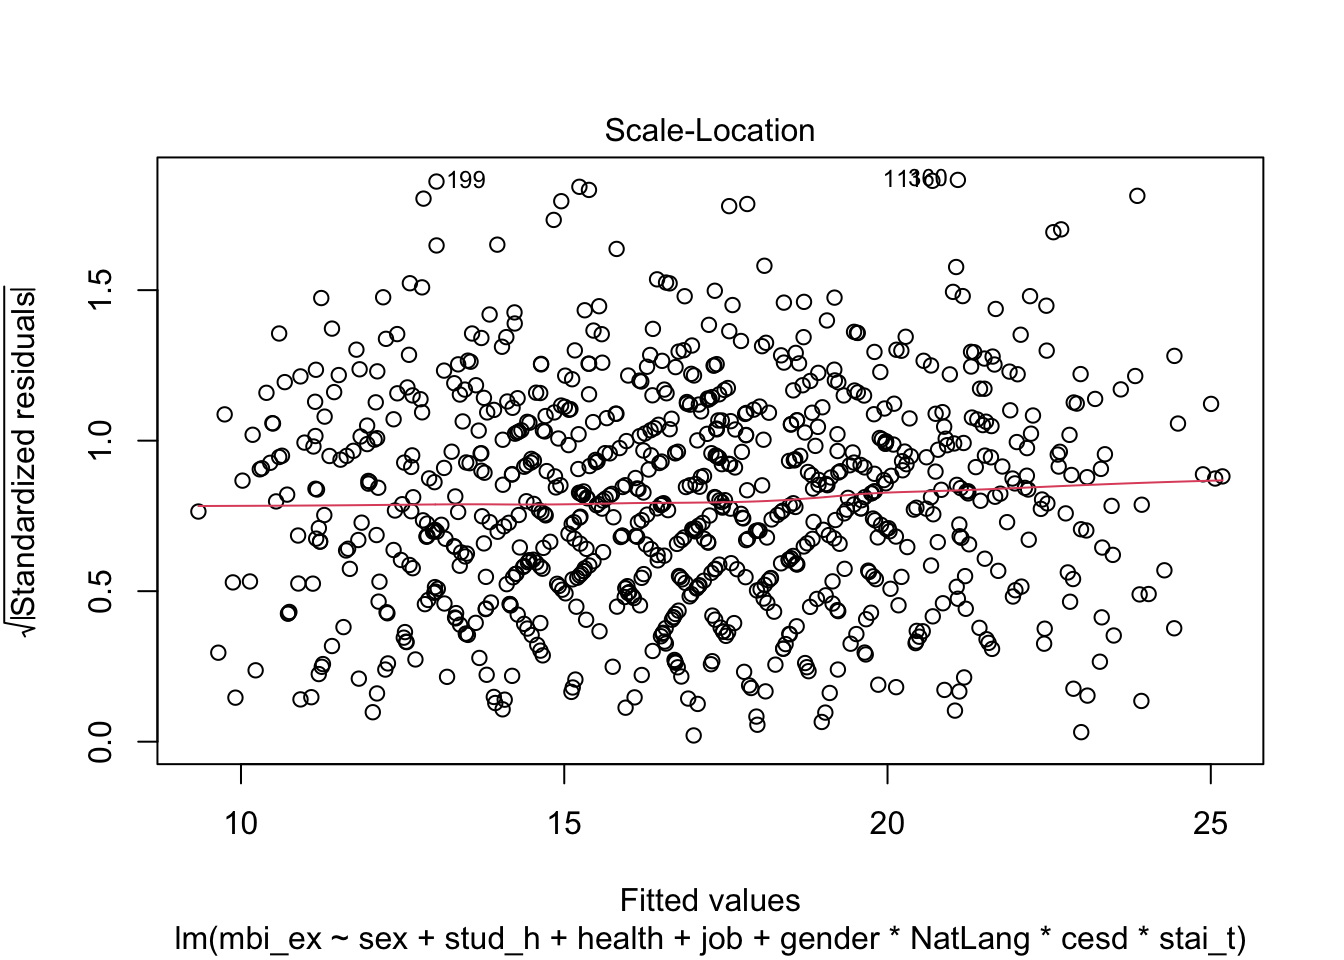 Scale-Location
199
360
√|Standardized residuals|
0.0 0.5 1.0 1.5
10 15 20 25
Fitted values
lm(mbi_ex ~ sex + stud_h + health + job + gender * NatLang * cesd * stai_t)